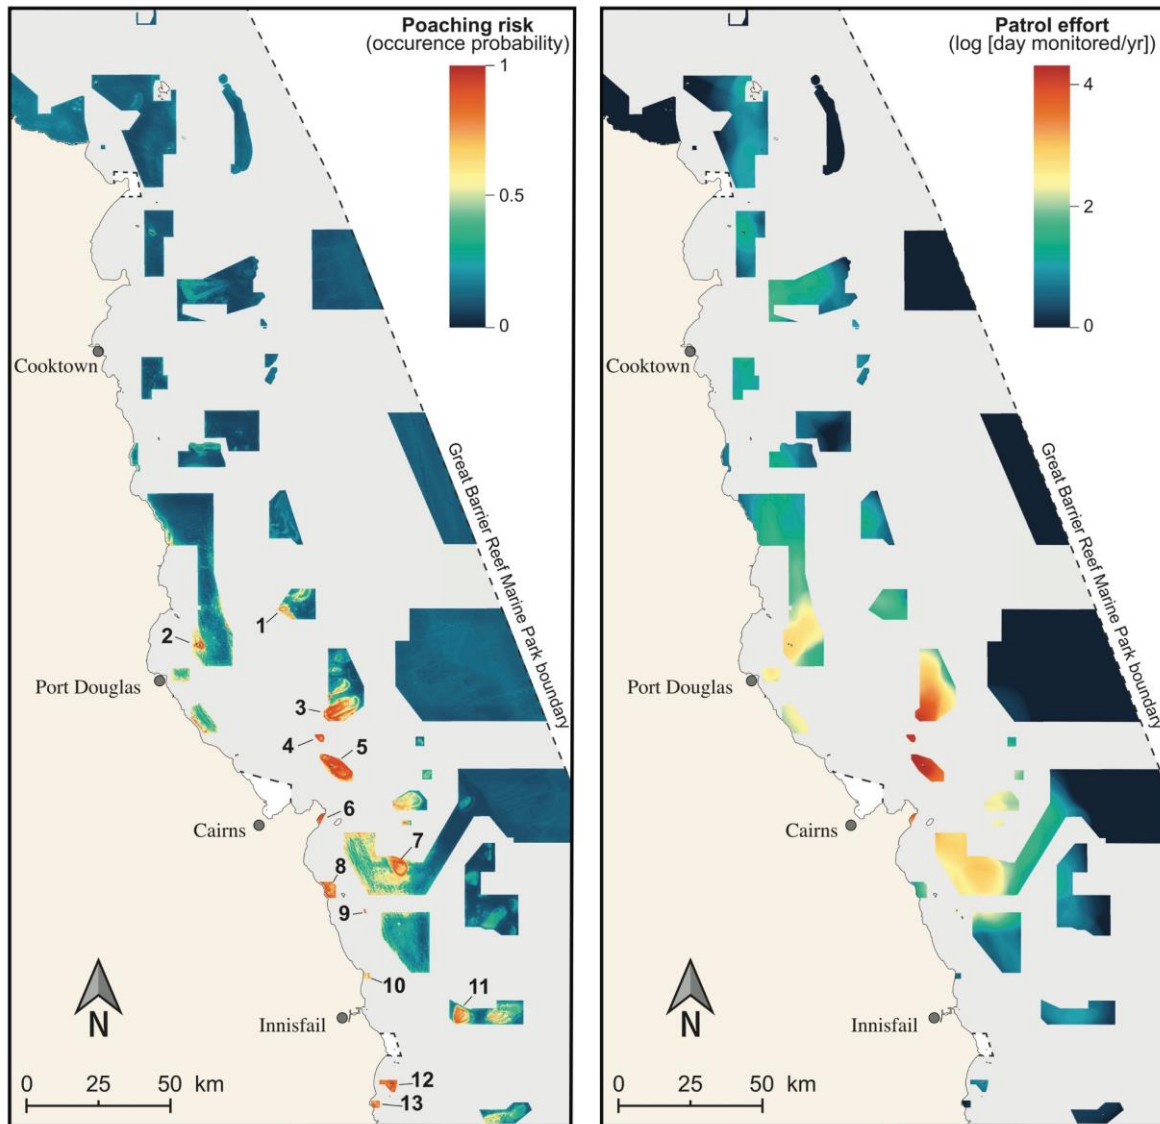 Poaching risk
(occurence probability)
1
0.5
0
Cooktown
Great Barrier Reef Marine Park boundary
1
2
Port Douglas
3
4
5
6
Cairns
7
8
9
10
11
N
Innisfail
12
13
0 25 50 km
Patrol effort
(log [day monitored/yr])
4
2
0
Cooktown
Great Barrier Reef Marine Park boundary
Port Douglas
Cairns
N
Innisfail
0 25 50 km